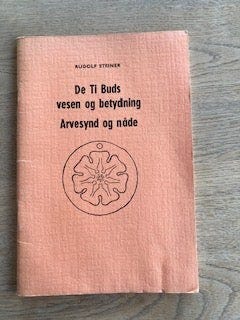 RUDOLF STEINER
De Ti Buds
vesen og betydning
Arvesynd og nåde